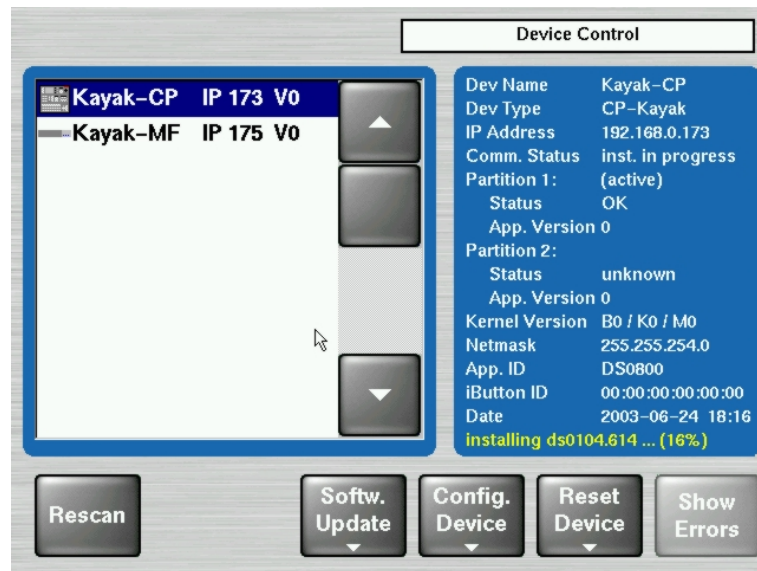 Device Control
Kayak-CP IP 173 V0
Kayak-MF IP 175 V0
Dev Name Kayak-CP
Dev Type CP-Kayak
IP Address 192.168.0.173
Comm. Status inst. in progress
Partition 1: (active)
Status OK
App. Version 0
Partition 2:
Status unknown
App. Version 0
Kernel Version B0 / K0 / M0
Netmask 255.255.254.0
App. ID DS0800
iButton ID 00:00:00:00:00:00
Date 2003-06-24 18:16
installing ds0104.614 ... (16%)
Rescan
Softw.
Update
Config.
Device
Reset
Device
Show
Errors